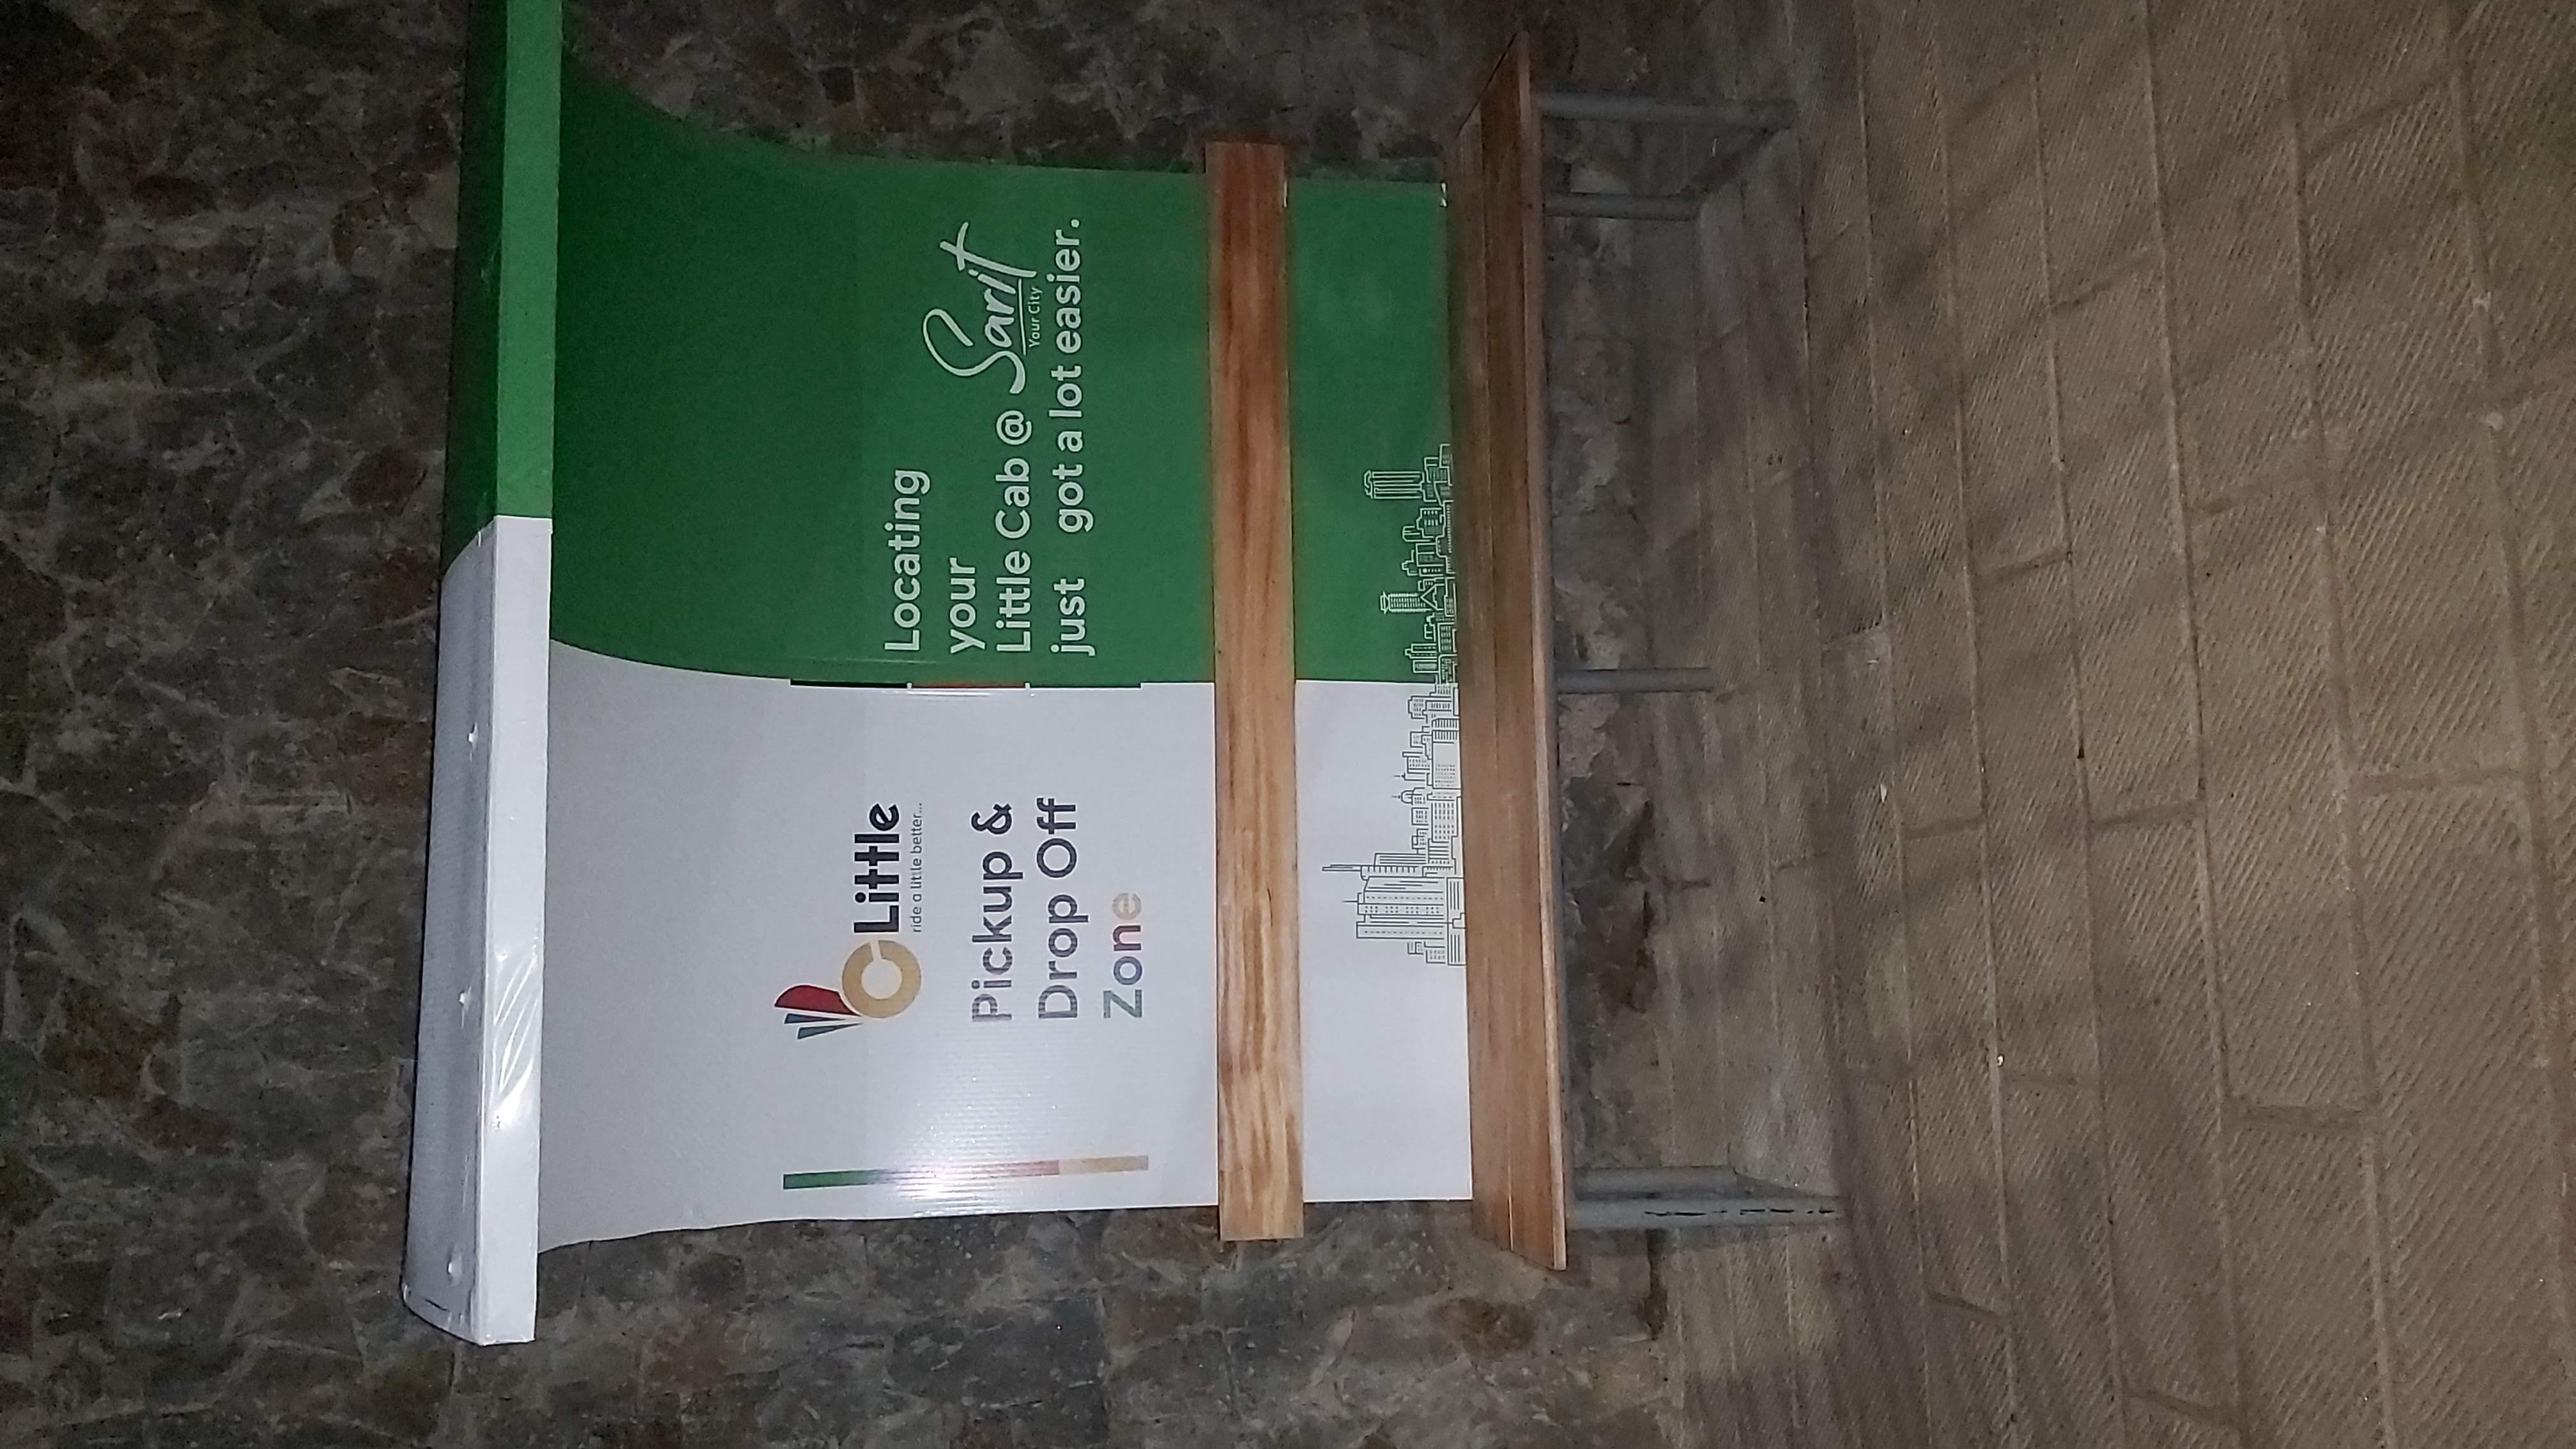 Little
ride a little better...
Pickup &
Drop Off
Zone
Locating
your
Little Cab @ Sarit
Your City
just got a lot easier.